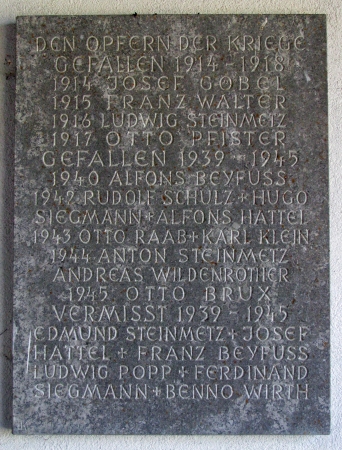 DEN OPFERN DER KRIEGE
GEFALLEN 1914 - 1918
1914 JOSEF GOBEL
1915 FRANZ WALTER
1916 LUDWIG STEINMETZ
1917 OTTO PFISTER
GEFALLEN 1939 - 1945
1940 ALFONS BEYFUSS
1942 RUDOLF SCHULZ + HUGO
SIEGMANN + ALFONS HATTEL
1943 OTTO RAAB + KARL KLEIN
1944 ANTON STEINMETZ
ANDREAS WILDENROTHER
1945 OTTO BRUX
VERMISST 1939 - 1945
EDMUND STEINMETZ + JOSEF
HATTEL + FRANZ BEYFUSS
LUDWIG POPP + FERDINAND
SIEGMANN + BENNO WIRTH